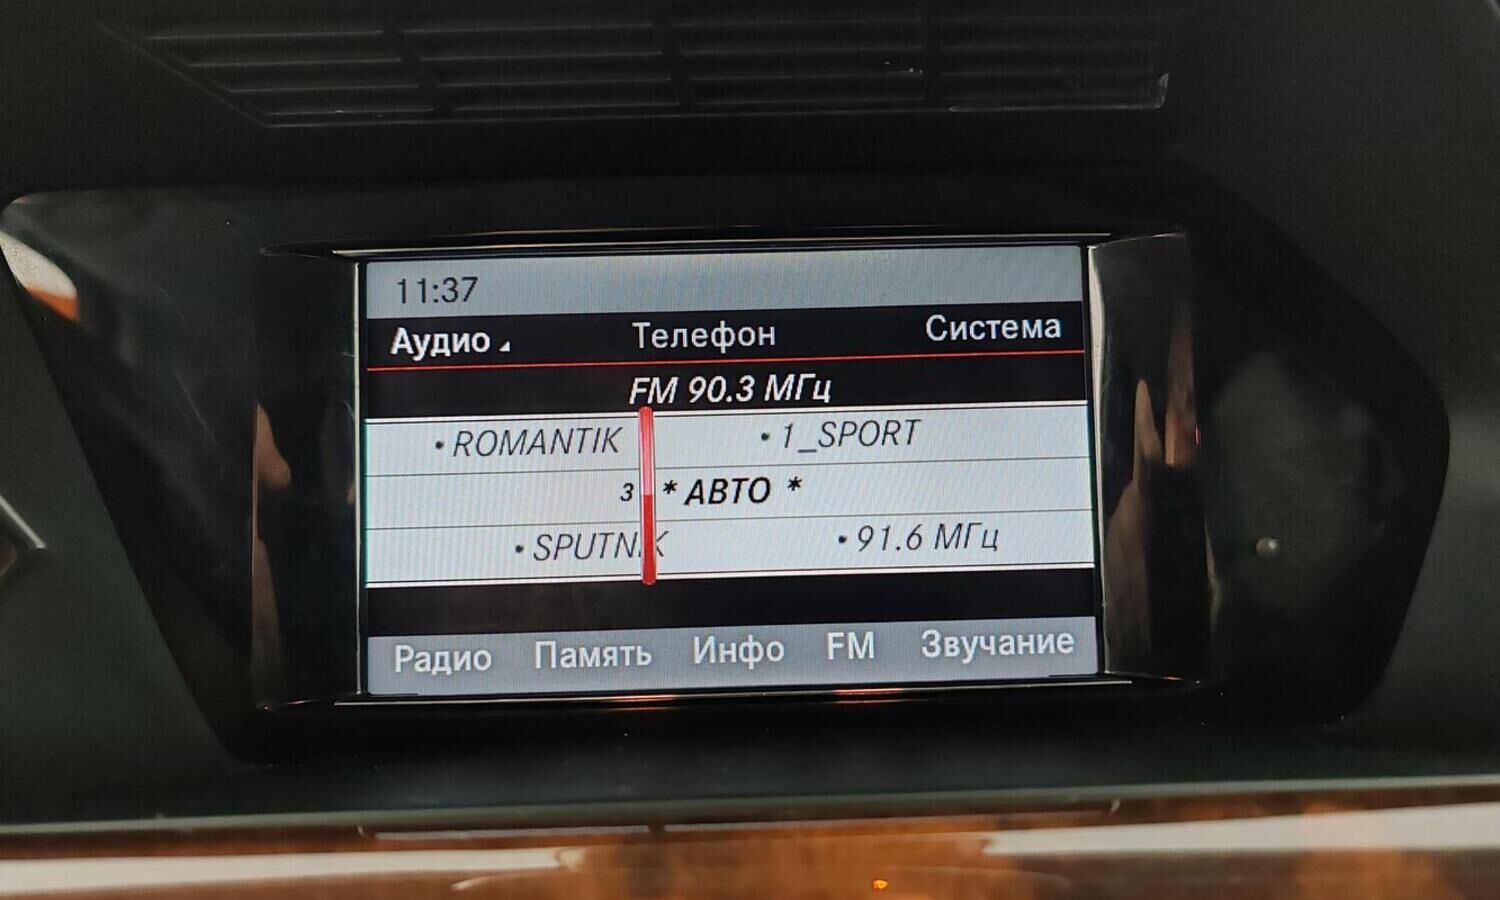 11:37
Аудио Телефон Система
FM 90.3 МГц
• ROMANTIK • 1_SPORT
3 * АВТО *
• SPUTNIK • 91.6 МГц
Радио Память Инфо FM Звучание